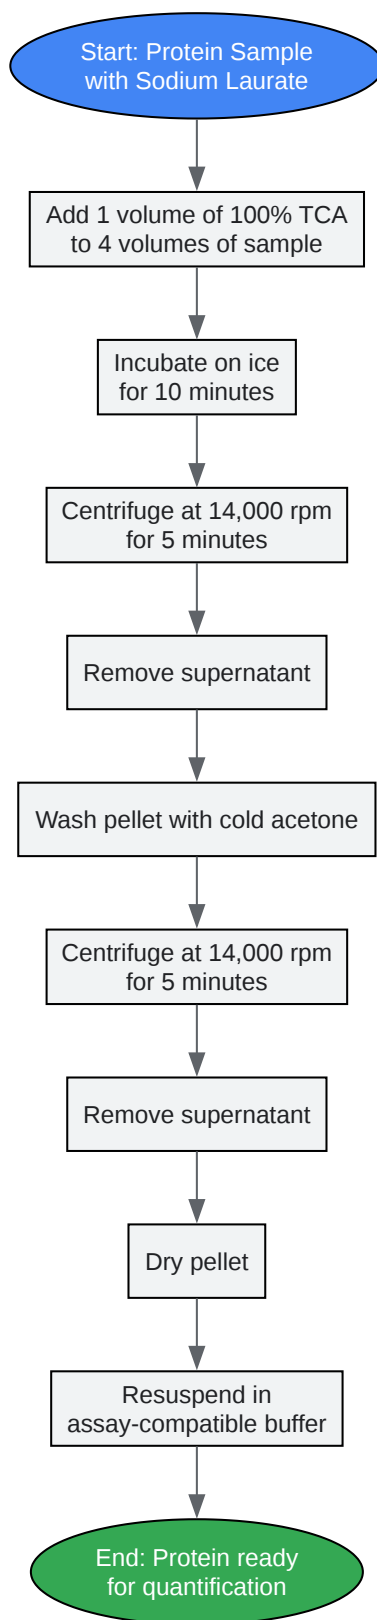 Start: Protein Sample
with Sodium Laurate
Add 1 volume of 100% TCA
to 4 volumes of sample
Incubate on ice
for 10 minutes
Centrifuge at 14,000 rpm
for 5 minutes
Remove supernatant
Wash pellet with cold acetone
Centrifuge at 14,000 rpm
for 5 minutes
Remove supernatant
Dry pellet
Resuspend in
assay-compatible buffer
End: Protein ready
for quantification